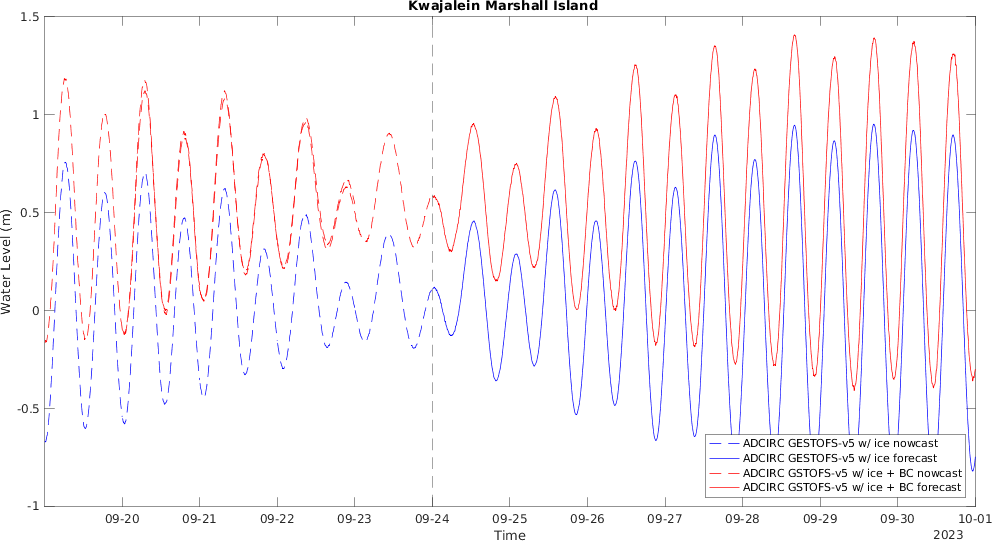 Kwajalein Marshall Island
1.5
1
0.5
0
-0.5
-1
Water Level (m)
09-20
09-21
09-22
09-23
09-24
09-25
09-26
09-27
09-28
09-29
09-30
10-01
Time
2023
ADCIRC GESTOFS-v5 w/ ice nowcast
ADCIRC GESTOFS-v5 w/ ice forecast
ADCIRC GSTOFS-v5 w/ ice + BC nowcast
ADCIRC GSTOFS-v5 w/ ice + BC forecast